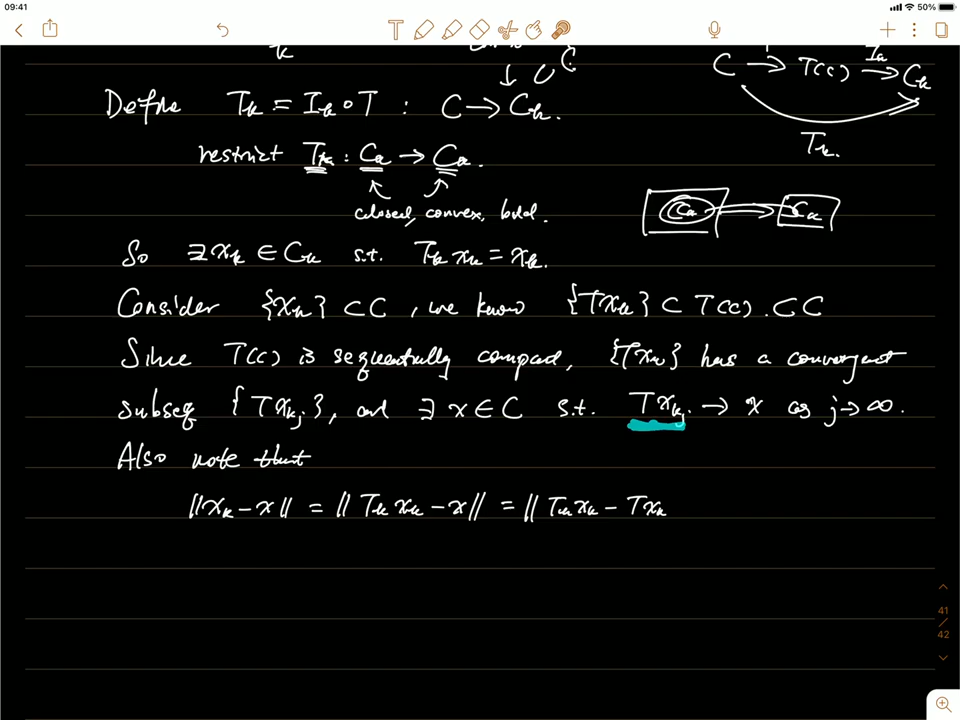 09:41
50%
C → T(C) →^{I_k} C_k
Define T_k := I_k ∘ T : C → C_k.
T_k.
restrict T_k : C_k → C_k.
closed, convex, bdd.
C_k → C_k
So ∃ x_k ∈ C_k s.t. T_k x_k = x_k.
Consider {x_k} ⊂ C, we know {Tx_k} ⊂ T(C) ⊂ C
Since T(C) is sequentially compact, {Tx_k} has a convergent
subseq {Tx_{k_j}}, and ∃ x ∈ C s.t. Tx_{k_j} → x as j → ∞.
Also note that
‖x_k − x‖ = ‖T_k x_k − x‖ = ‖T_k x_k − Tx_k
41
/
42